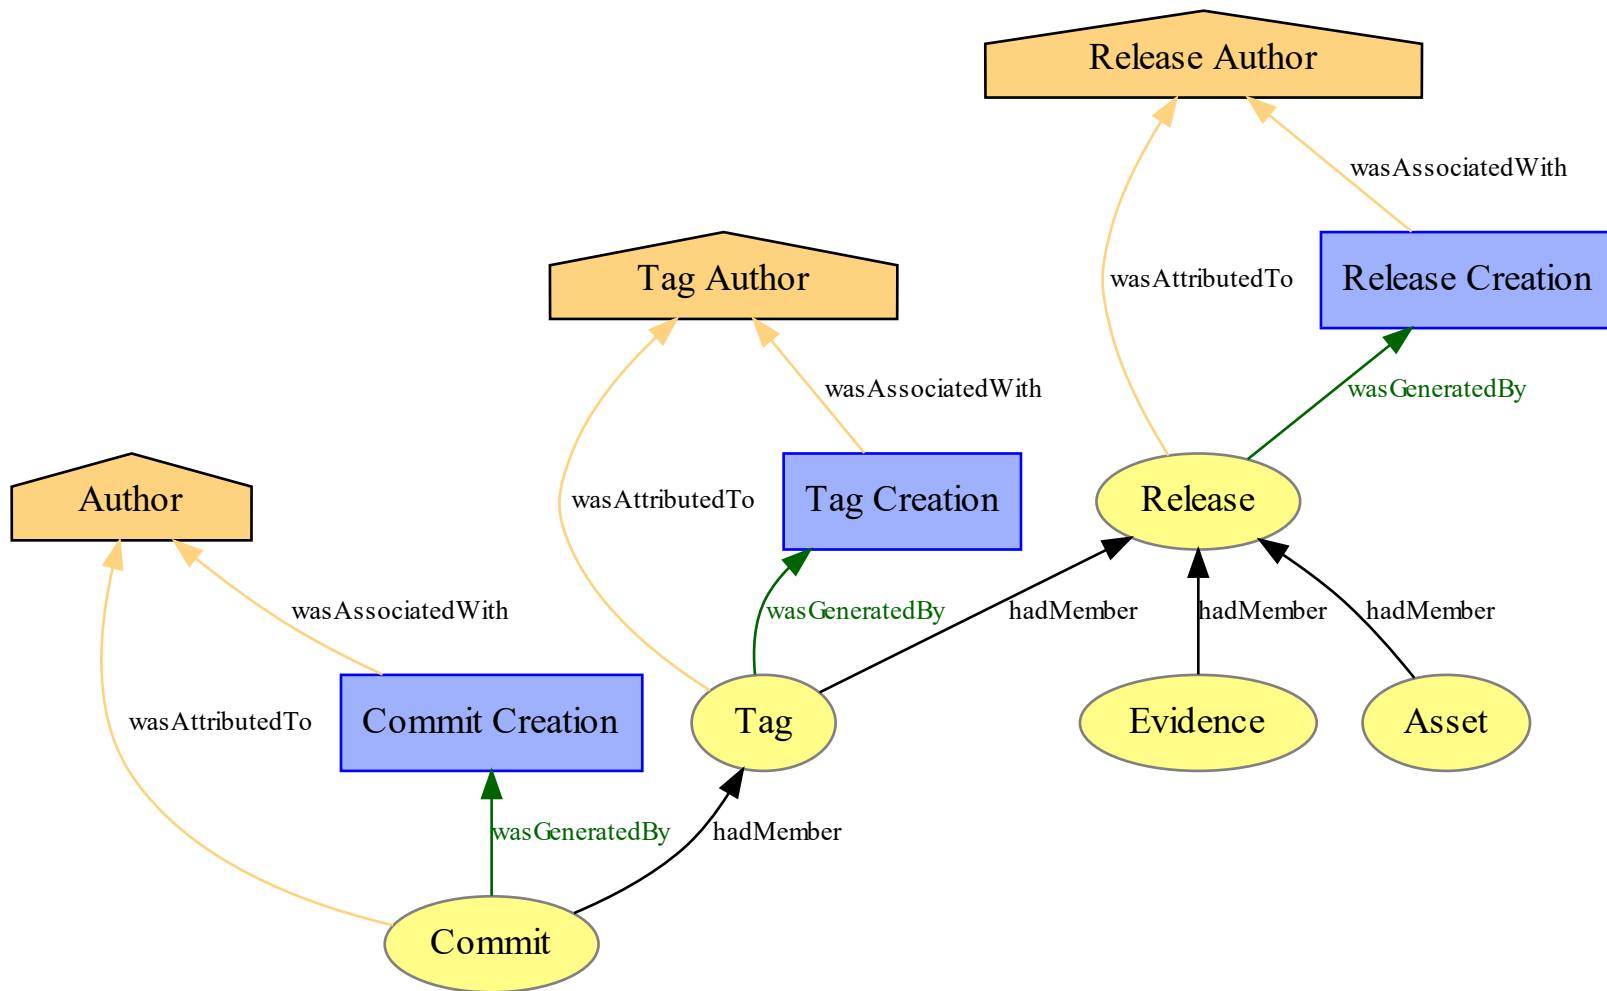 Release Author
wasAssociatedWith
Tag Author
wasAttributedTo
Release Creation
wasAssociatedWith
wasGeneratedBy
Author
wasAttributedTo
Tag Creation
Release
wasAssociatedWith
wasGeneratedBy
hadMember
hadMember
hadMember
wasAttributedTo
Commit Creation
Tag
Evidence
Asset
wasGeneratedBy
hadMember
Commit